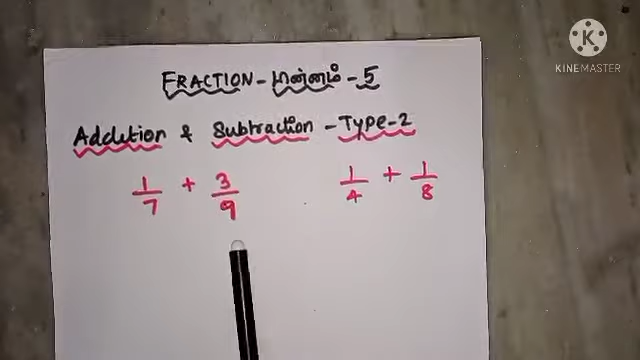 FRACTION - பின்னம் - 5
Addition & Subtraction - Type-2
1/7 + 3/9 1/4 + 1/8
K
KINEMASTER